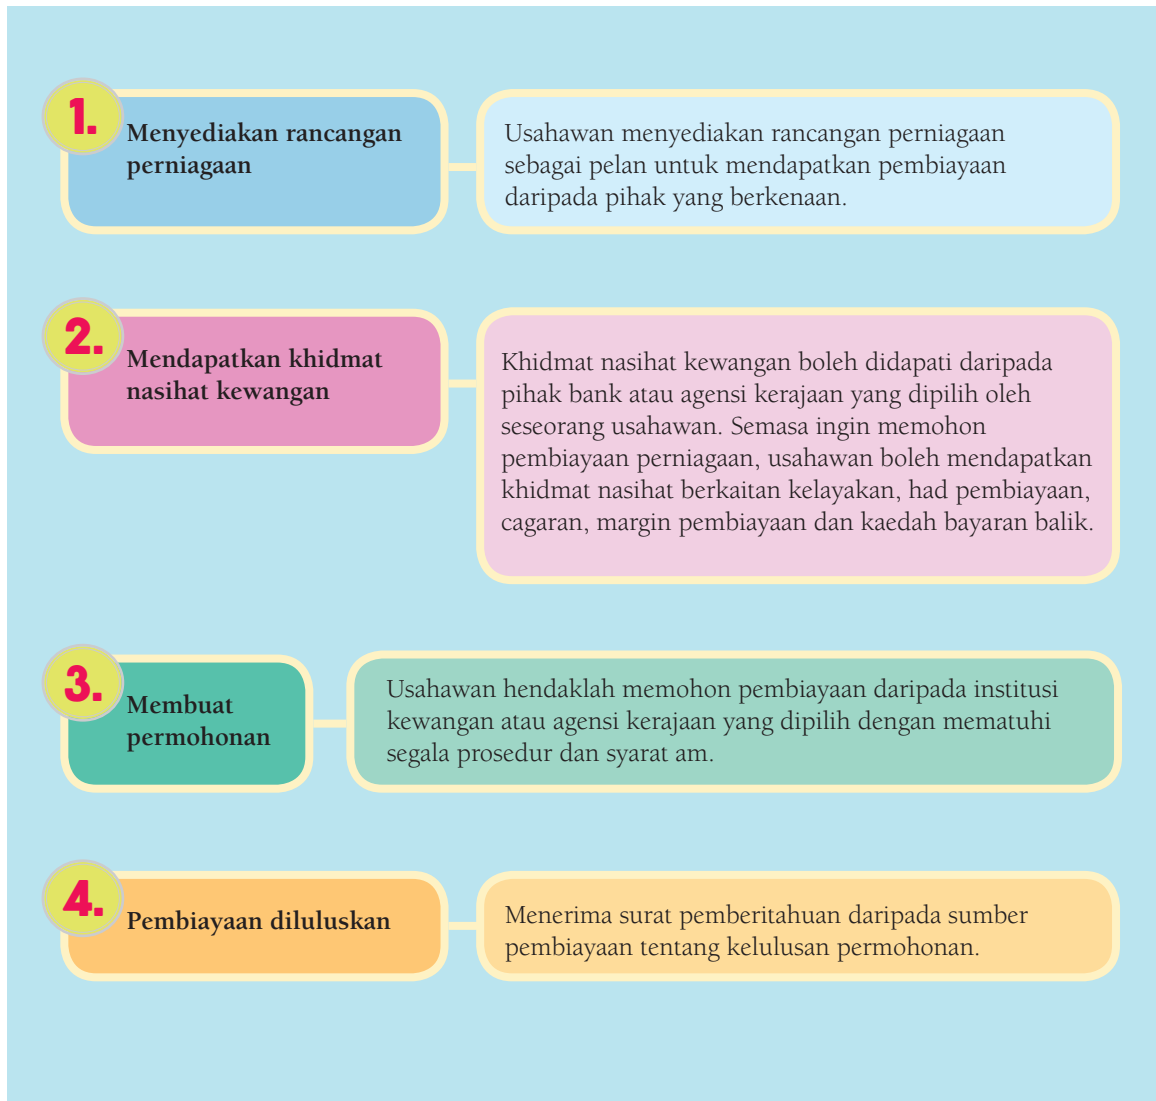 1.
Menyediakan rancangan
perniagaan
Usahawan menyediakan rancangan perniagaan
sebagai pelan untuk mendapatkan pembiayaan
daripada pihak yang berkenaan.
2.
Mendapatkan khidmat
nasihat kewangan
Khidmat nasihat kewangan boleh didapati daripada
pihak bank atau agensi kerajaan yang dipilih oleh
seseorang usahawan. Semasa ingin memohon
pembiayaan perniagaan, usahawan boleh mendapatkan
khidmat nasihat berkaitan kelayakan, had pembiayaan,
cagaran, margin pembiayaan dan kaedah bayaran balik.
3.
Membuat
permohonan
Usahawan hendaklah memohon pembiayaan daripada institusi
kewangan atau agensi kerajaan yang dipilih dengan mematuhi
segala prosedur dan syarat am.
4.
Pembiayaan diluluskan
Menerima surat pemberitahuan daripada sumber
pembiayaan tentang kelulusan permohonan.